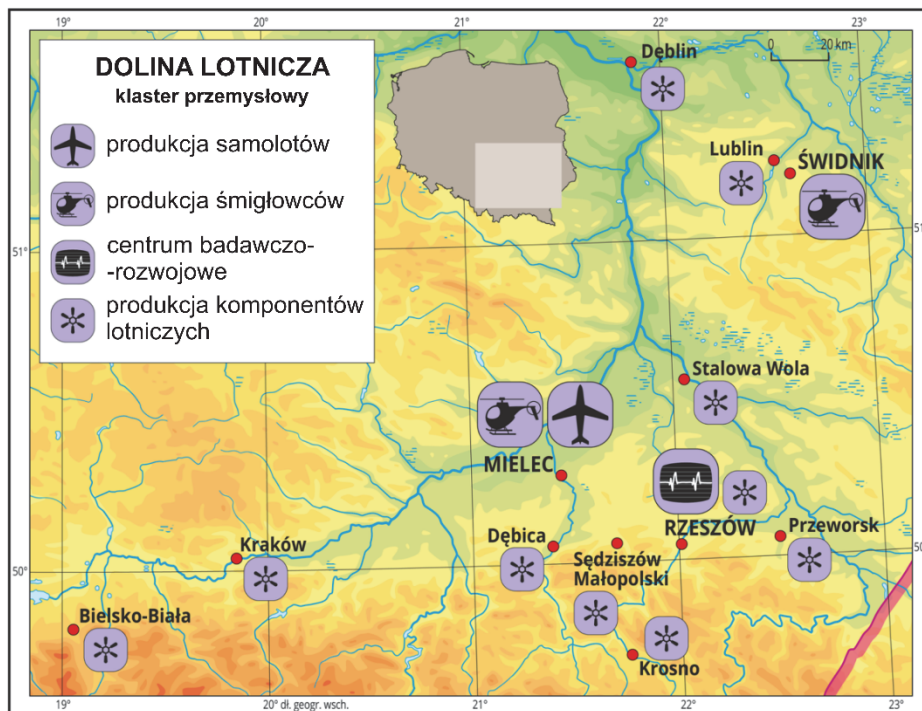 19°
20°
21°
22°
23°
DOLINA LOTNICZA
klaster przemysłowy
produkcja samolotów
produkcja śmigłowców
centrum badawczo-
-rozwojowe
produkcja komponentów
lotniczych
Dęblin
0 20 km
Lublin
ŚWIDNIK
51°
51°
Stalowa Wola
MIELEC
RZESZÓW
Przeworsk
Kraków
Dębica
Sędziszów
Małopolski
50°
50°
Bielsko-Biała
Krosno
19°
20° dł. geogr. wsch.
21°
22°
23°